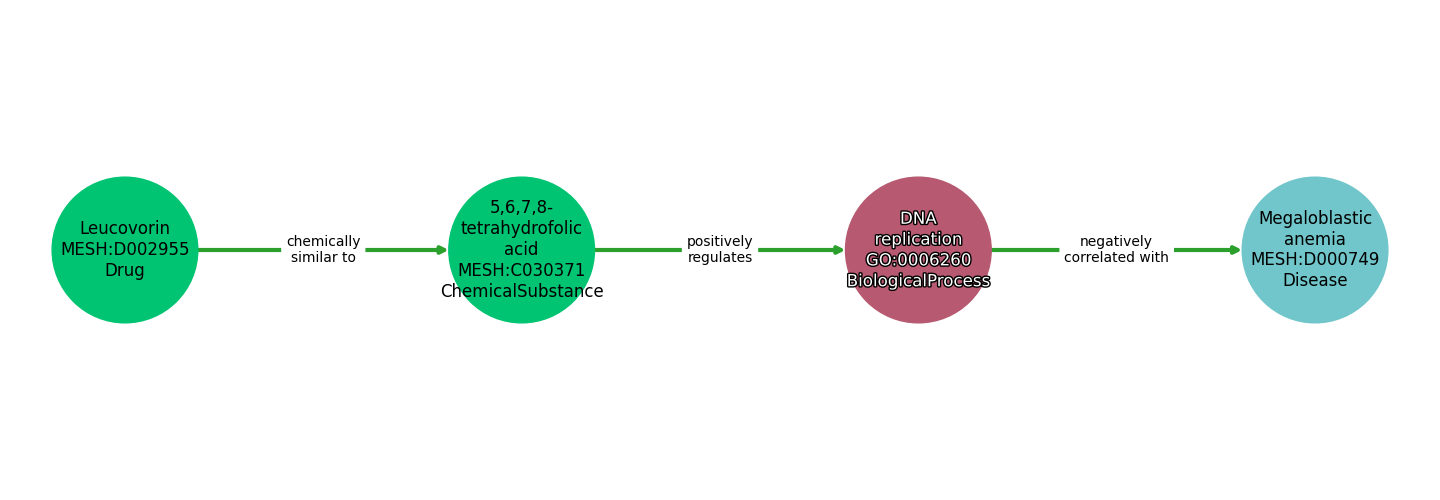 Leucovorin
MESH:D002955
Drug
chemically
similar to
5,6,7,8-
tetrahydrofolic
acid
MESH:C030371
ChemicalSubstance
positively
regulates
DNA
replication
GO:0006260
BiologicalProcess
negatively
correlated with
Megaloblastic
anemia
MESH:D000749
Disease